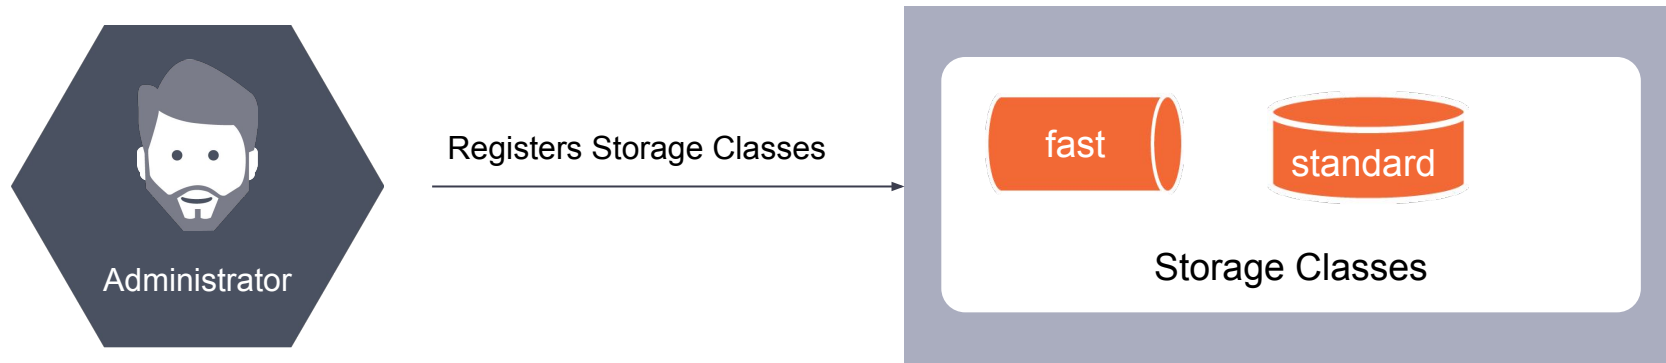 Administrator
Registers Storage Classes
fast
standard
Storage Classes